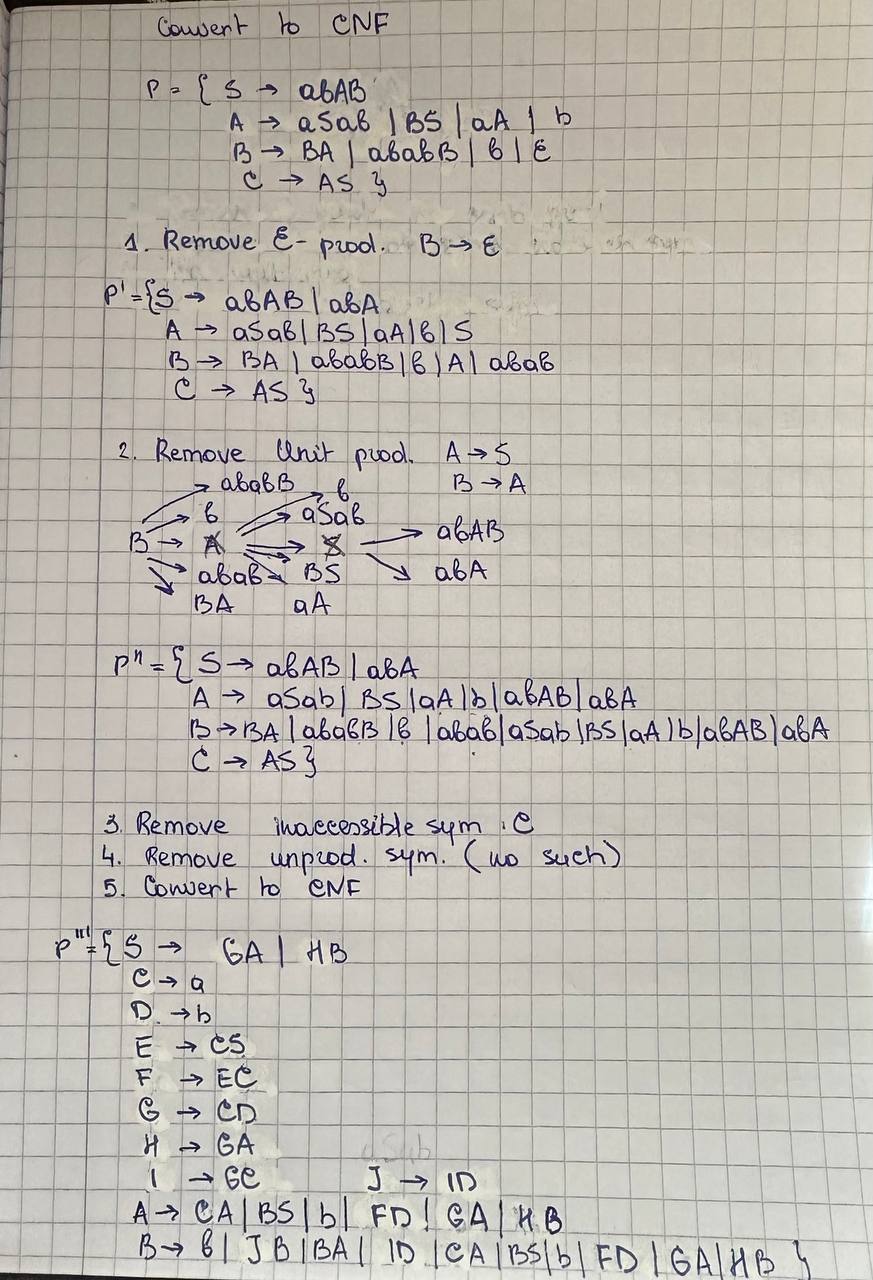 Convert to CNF
P = { S → abAB
A → aSab | BS | aA | b
B → BA | ababB | b | ε
C → AS }
1. Remove ε- prod. B → ε
P' = { S → abAB | abA
A → aSab | BS | aA | b | S
B → BA | ababB | b | A | abab
C → AS }
2. Remove Unit prod. A → S
B → A
ababB b
b aSab
B → A S abAB
abab BS abA
BA aA
P" = { S → abAB | abA
A → aSab | BS | aA | b | abAB | abA
B → BA | ababB | b | abab | aSab | BS | aA | b | abAB | abA
C → AS }
3. Remove inaccessible sym : C
4. Remove unprod. sym. (no such)
5. Convert to CNF
P''' = { S → GA | HB
C → a
D → b
E → CS
F → EC
G → CD
H → GA
I → GC J → ID
A → CA | BS | b | FD | GA | HB
B → b | JB | BA | ID | CA | BS | b | FD | GA | HB }